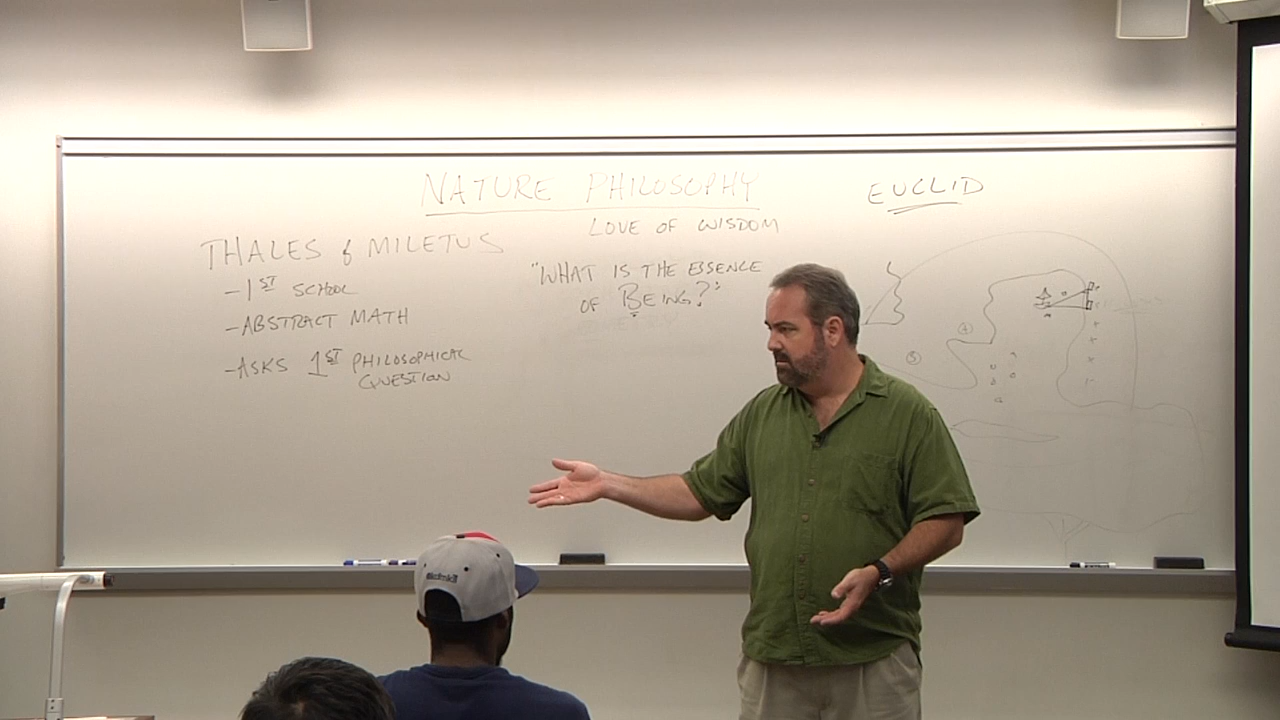 NATURE PHILOSOPHY
LOVE OF WISDOM
EUCLID
THALES of MILETUS
-1ST SCHOOL
-ABSTRACT MATH
-ASKS 1ST PHILOSOPHICAL
QUESTION
"WHAT IS THE ESSENCE
OF BEING?"